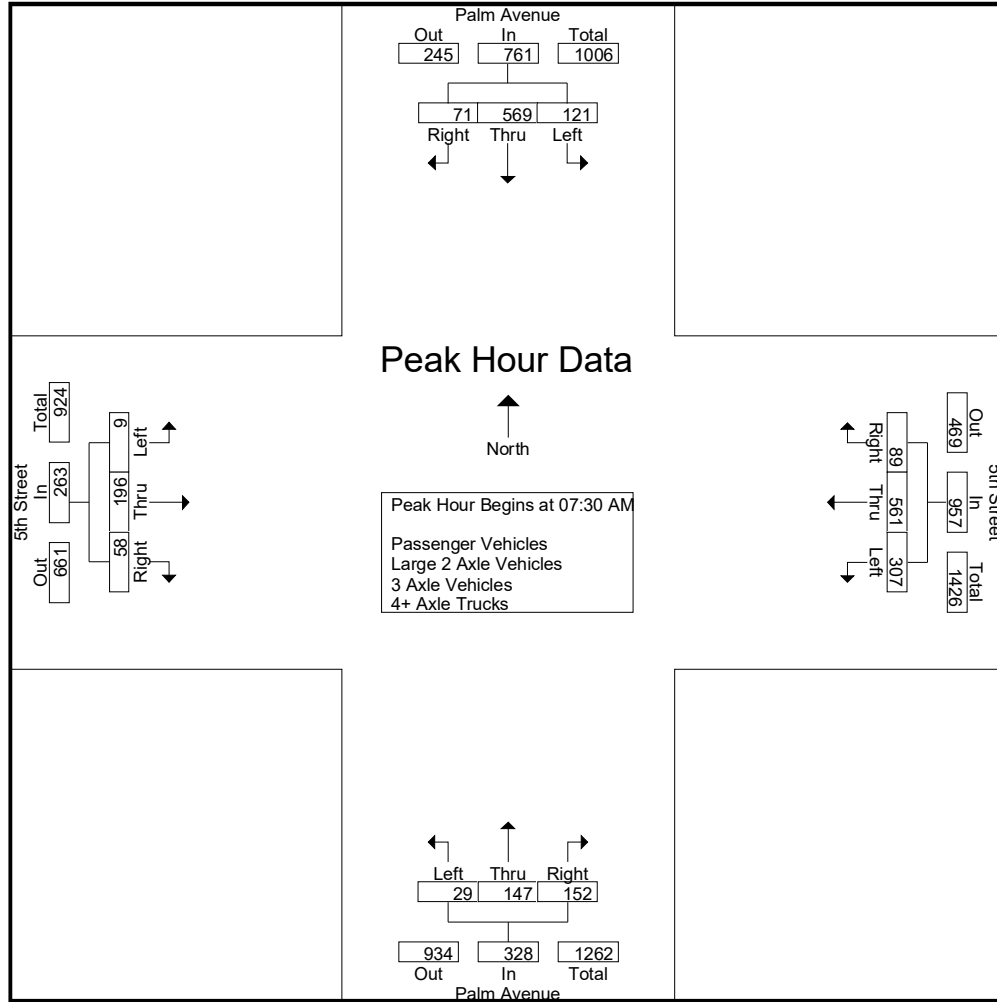 Palm Avenue
Out In Total
245 761 1006
71 569 121
Right Thru Left
Peak Hour Data
North
5th Street
Total In Out
924 263 661
9 196 58
Left Thru Right
Peak Hour Begins at 07:30 AM
Passenger Vehicles
Large 2 Axle Vehicles
3 Axle Vehicles
4+ Axle Trucks
Right Thru Left
89 561 307
469 957 1426
Out In Total
5th Street
Left Thru Right
29 147 152
934 328 1262
Out In Total
Palm Avenue